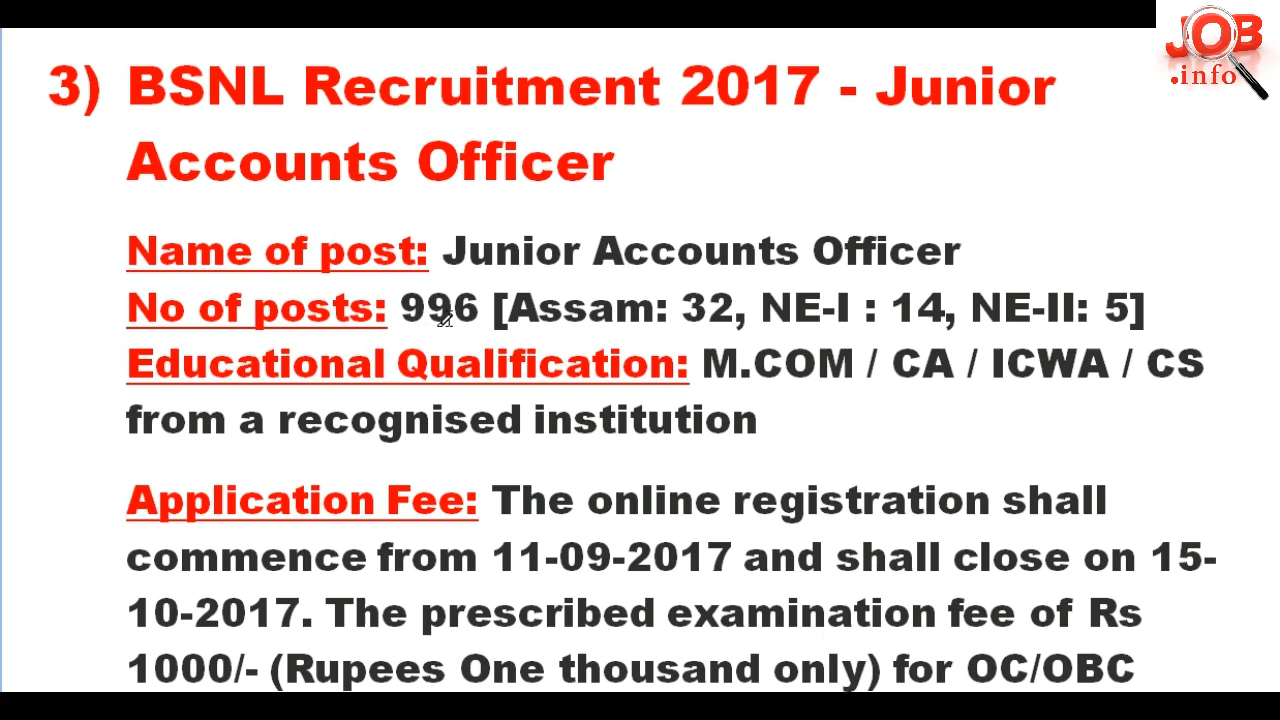 JOB
.info
3) BSNL Recruitment 2017 - Junior
Accounts Officer
Name of post: Junior Accounts Officer
No of posts: 996 [Assam: 32, NE-I : 14, NE-II: 5]
Educational Qualification: M.COM / CA / ICWA / CS
from a recognised institution
Application Fee: The online registration shall
commence from 11-09-2017 and shall close on 15-
10-2017. The prescribed examination fee of Rs
1000/- (Rupees One thousand only) for OC/OBC